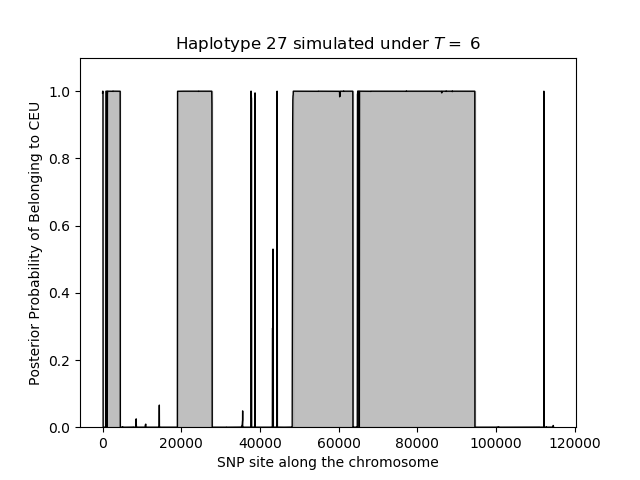 Haplotype 27 simulated under T = 6
Posterior Probability of Belonging to CEU
1.0
0.8
0.6
0.4
0.2
0.0
0 20000 40000 60000 80000 100000 120000
SNP site along the chromosome